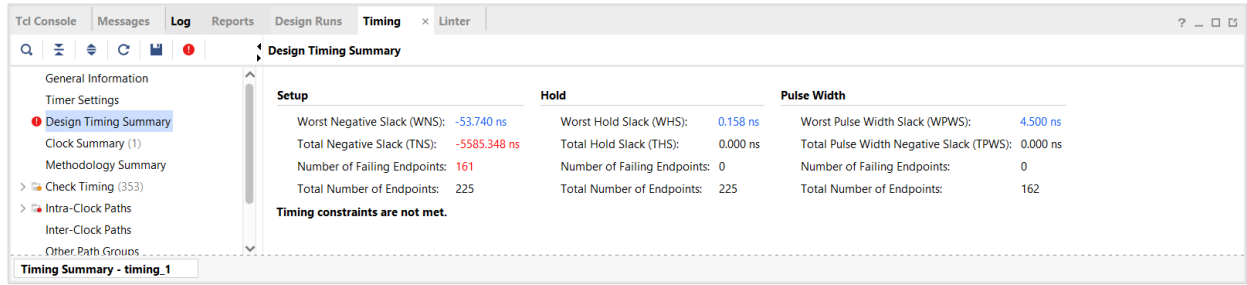 Tcl Console Messages Log Reports Design Runs Timing × Linter ? _
Design Timing Summary
General Information
Timer Settings
Design Timing Summary
Clock Summary (1)
Methodology Summary
Check Timing (353)
Intra-Clock Paths
Inter-Clock Paths
Other Path Groups
Setup Hold Pulse Width
Worst Negative Slack (WNS): -53.740 ns Worst Hold Slack (WHS): 0.158 ns Worst Pulse Width Slack (WPWS): 4.500 ns
Total Negative Slack (TNS): -5585.348 ns Total Hold Slack (THS): 0.000 ns Total Pulse Width Negative Slack (TPWS): 0.000 ns
Number of Failing Endpoints: 161 Number of Failing Endpoints: 0 Number of Failing Endpoints: 0
Total Number of Endpoints: 225 Total Number of Endpoints: 225 Total Number of Endpoints: 162
Timing constraints are not met.
Timing Summary - timing_1